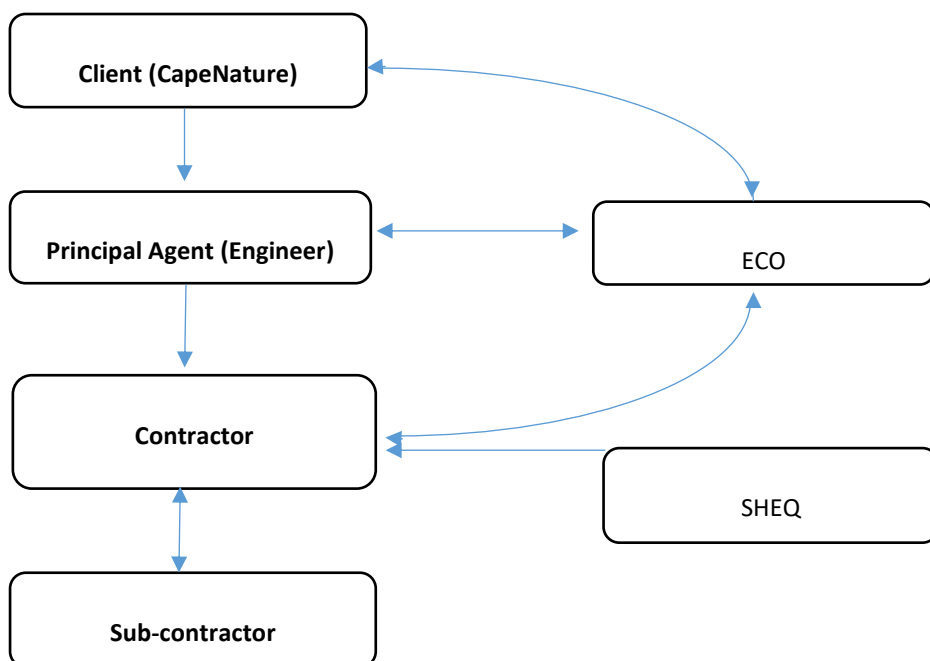 Client (CapeNature)
Principal Agent (Engineer)
ECO
Contractor
SHEQ
Sub-contractor